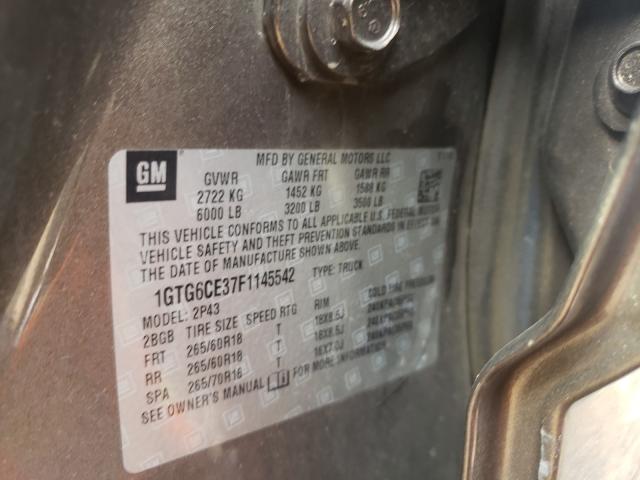 GM
MFD BY GENERAL MOTORS LLC
GVWR GAWR FRT GAWR RR
2722 KG 1452 KG 1588 KG
6000 LB 3200 LB 3500 LB
THIS VEHICLE CONFORMS TO ALL APPLICABLE U.S. FEDERAL MOTOR
VEHICLE SAFETY AND THEFT PREVENTION STANDARDS IN EFFECT ON
THE DATE OF MANUFACTURE SHOWN ABOVE.
1GTG6CE37F1145542 TYPE: TRUCK
MODEL: 2P43
2BGB TIRE SIZE SPEED RTG RIM COLD TIRE PRESSURE
FRT 265/60R18 T 18X8.5J
RR 265/60R18 T 18X8.5J
SPA 265/70R16 T 16X7.0J
SEE OWNER'S MANUAL FOR MORE INFORMATION